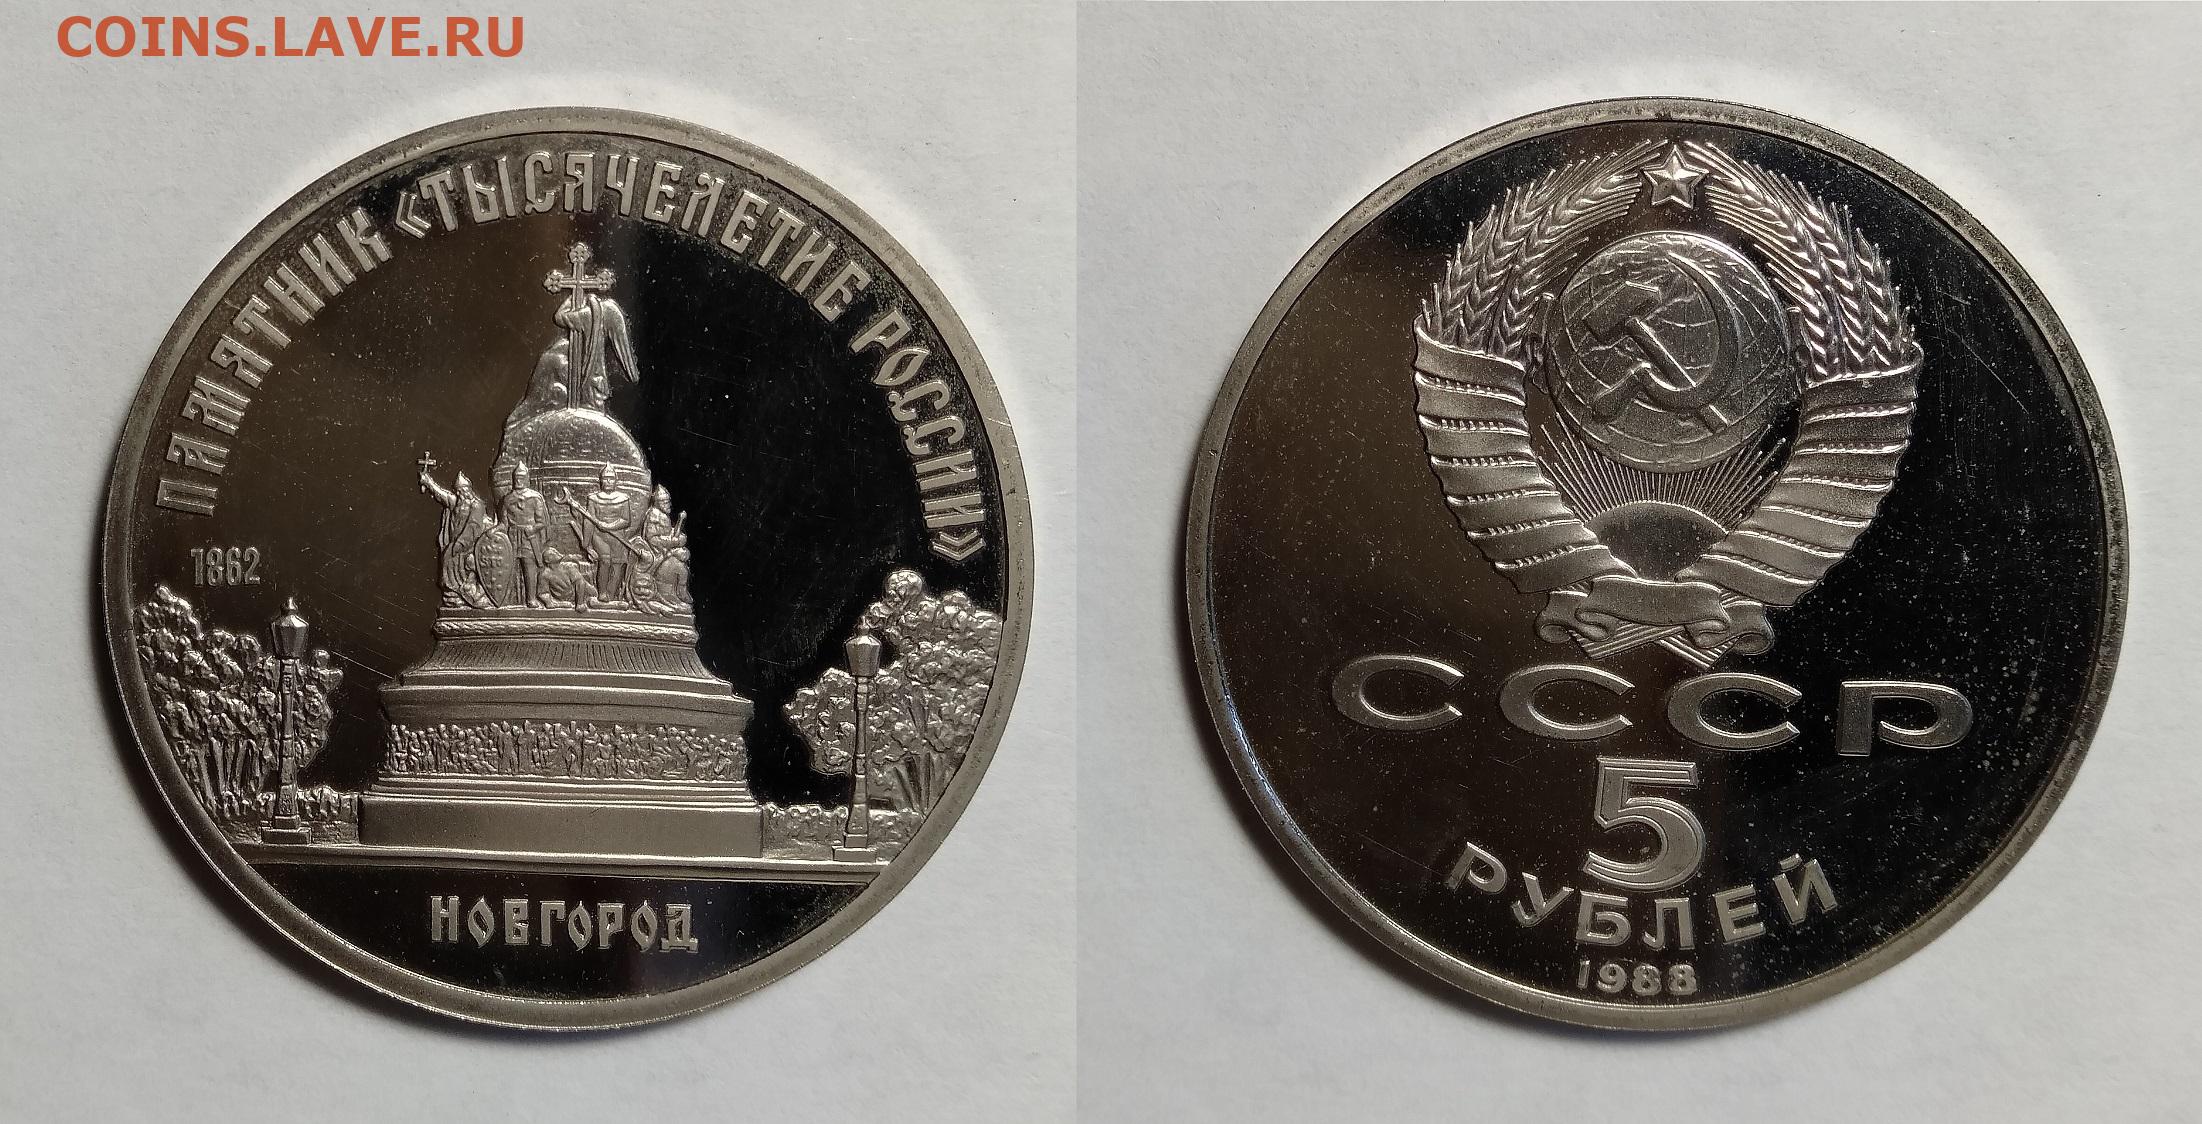 COINS.LAVE.RU
ПАМЯТНИК «ТЫСЯЧЕЛЕТИЕ РОССИИ»
1862
НОВГОРОД
СССР
5
РУБЛЕЙ
1988